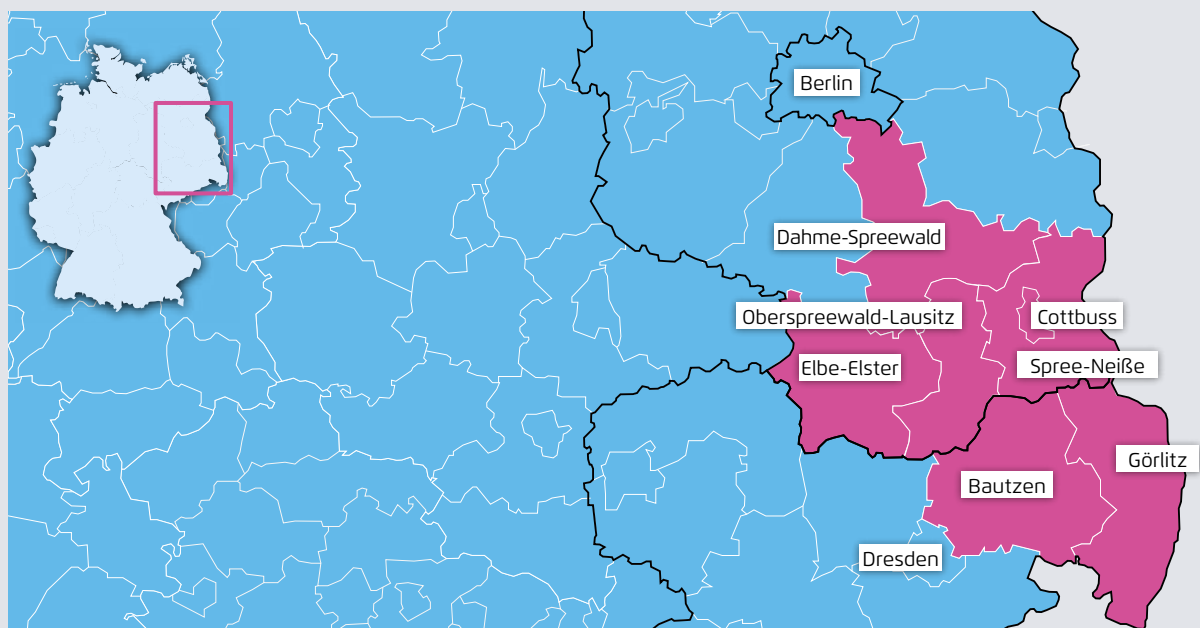 Berlin
Dahme-Spreewald
Oberspreewald-Lausitz
Cottbuss
Elbe-Elster
Spree-Neiße
Görlitz
Bautzen
Dresden